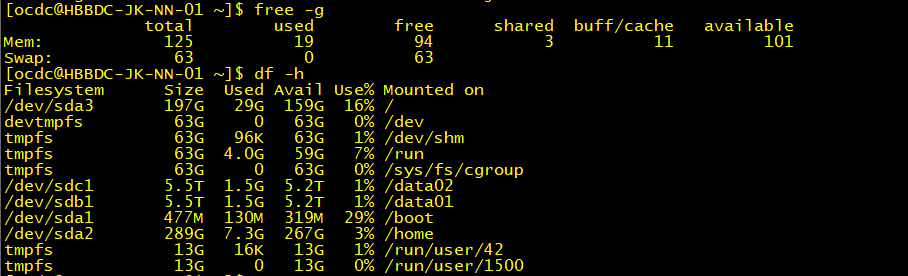 [ocdc@HBBDC-JK-NN-01 ~]$ free -g
              total        used        free      shared  buff/cache   available
Mem:            125          19          94           3          11         101
Swap:            63           0          63
[ocdc@HBBDC-JK-NN-01 ~]$ df -h
Filesystem      Size  Used Avail Use% Mounted on
/dev/sda3       197G   29G  159G  16% /
devtmpfs         63G     0   63G   0% /dev
tmpfs            63G   96K   63G   1% /dev/shm
tmpfs            63G  4.0G   59G   7% /run
tmpfs            63G     0   63G   0% /sys/fs/cgroup
/dev/sdc1       5.5T  1.5G  5.2T   1% /data02
/dev/sdb1       5.5T  1.5G  5.2T   1% /data01
/dev/sda1       477M  130M  319M  29% /boot
/dev/sda2       289G  7.3G  267G   3% /home
tmpfs            13G   16K   13G   1% /run/user/42
tmpfs            13G     0   13G   0% /run/user/1500